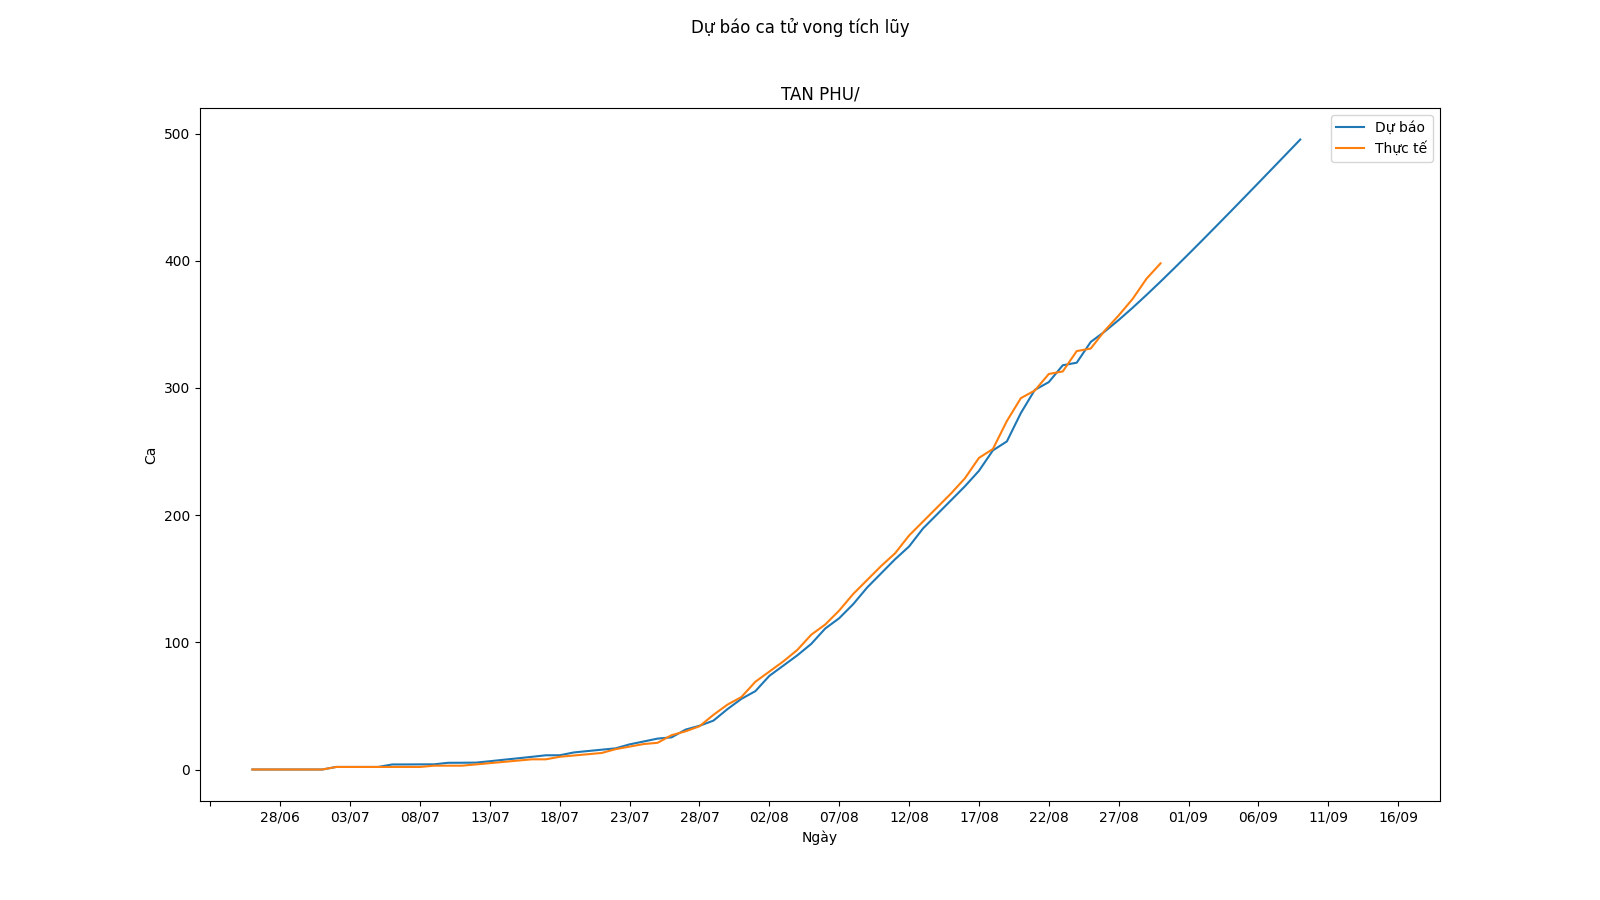 Dự báo ca tử vong tích lũy
TAN PHU/
Dự báo
Thực tế
500
400
300
200
100
0
Ca
28/06 03/07 08/07 13/07 18/07 23/07 28/07 02/08 07/08 12/08 17/08 22/08 27/08 01/09 06/09 11/09 16/09
Ngày